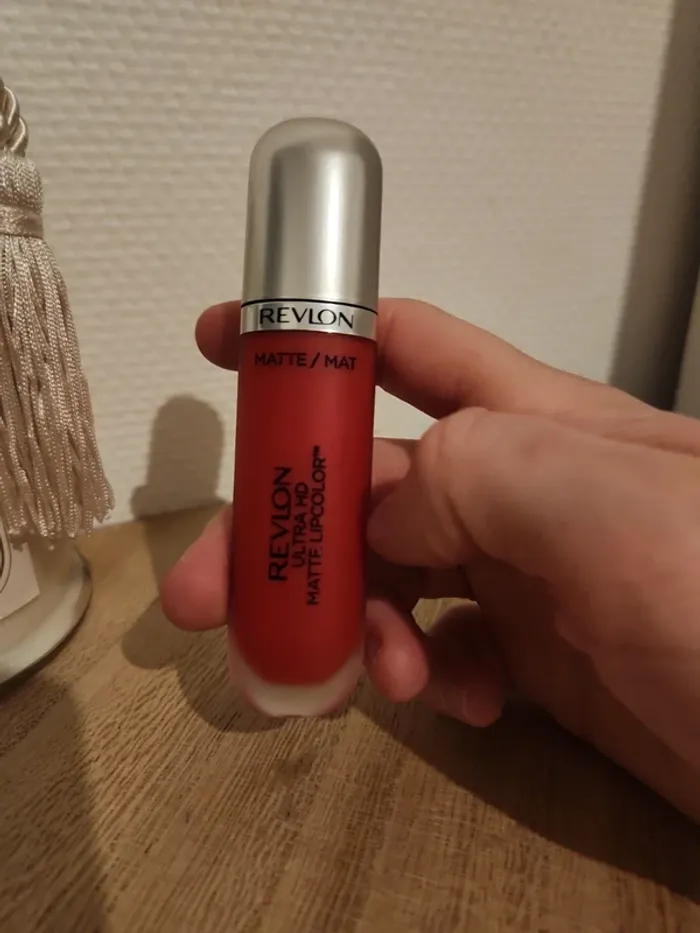 REVLON
MATTE / MAT
REVLON
ULTRA HD
MATTE LIPCOLOR™